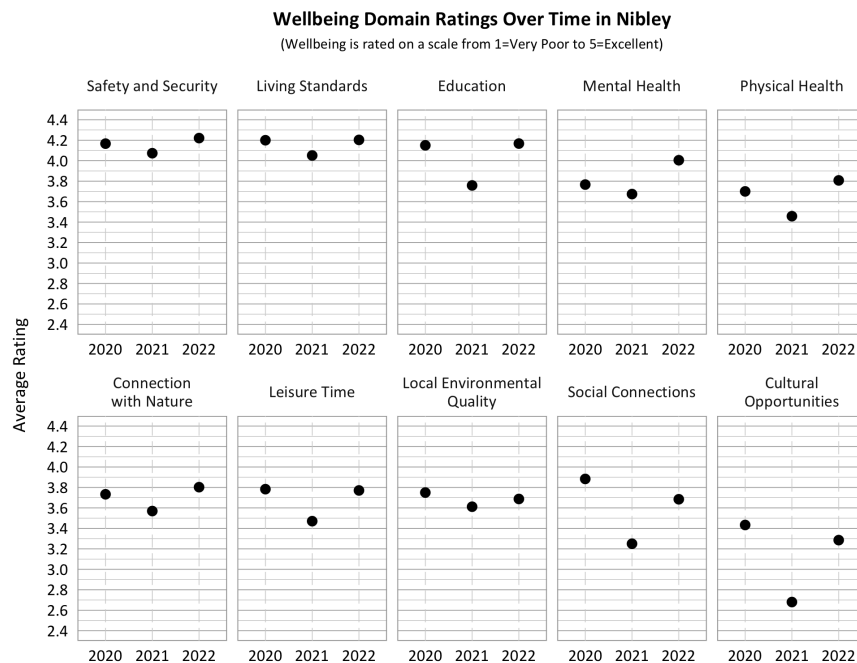 Wellbeing Domain Ratings Over Time in Nibley
(Wellbeing is rated on a scale from 1=Very Poor to 5=Excellent)
Safety and Security
Living Standards
Education
Mental Health
Physical Health
4.4
4.2
4.0
3.8
3.6
3.4
3.2
3.0
2.8
2.6
2.4
2020 2021 2022
2020 2021 2022
2020 2021 2022
2020 2021 2022
2020 2021 2022
Average Rating
Connection
with Nature
Leisure Time
Local Environmental
Quality
Social Connections
Cultural
Opportunities
4.4
4.2
4.0
3.8
3.6
3.4
3.2
3.0
2.8
2.6
2.4
2020 2021 2022
2020 2021 2022
2020 2021 2022
2020 2021 2022
2020 2021 2022